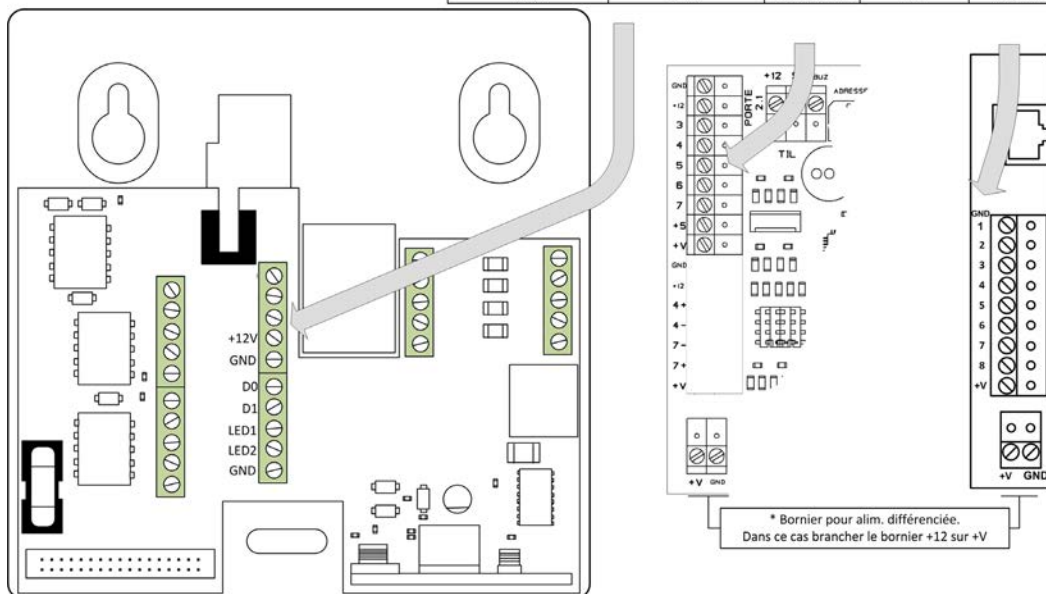 +12V
GND
D0
D1
LED1
LED2
GND
GND
+12
3
4
5
6
7
+5
+V
GND
+12
4+
4-
7-
7+
+V
PORTE
2.1
+12
BUZ
TIL
+V GND
GND
1
2
3
4
5
6
7
8
+V
+V GND
* Bornier pour alim. différenciée.
Dans ce cas brancher le bornier +12 sur +V